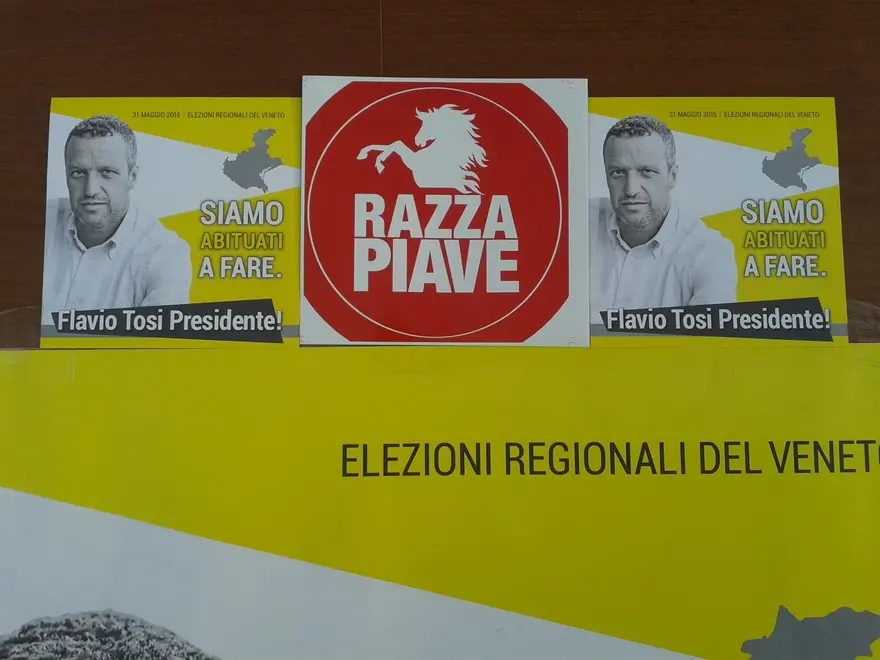 31 MAGGIO 2015 | ELEZIONI REGIONALI DEL VENETO
SIAMO
ABITUATI
A FARE.
Flavio Tosi Presidente!
RAZZA
PIAVE
31 MAGGIO 2015 | ELEZIONI REGIONALI DEL VENETO
SIAMO
ABITUATI
A FARE.
Flavio Tosi Presidente!
ELEZIONI REGIONALI DEL VENETO